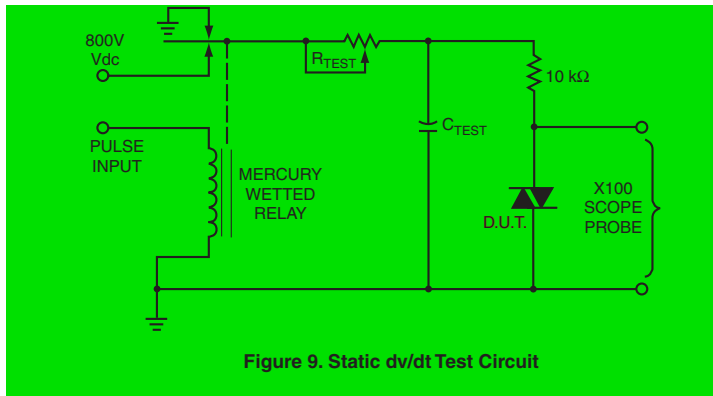 800V
Vdc
R_TEST
10 kΩ
C_TEST
PULSE
INPUT
MERCURY
WETTED
RELAY
D.U.T.
X100
SCOPE
PROBE
Figure 9. Static dv/dt Test Circuit